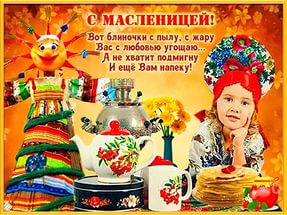 С МАСЛЕНИЦЕЙ!
Вот блиночки с пылу, с жару
Вас с любовью угощаю...
А не хватит подмигну
И ещё Вам напеку!